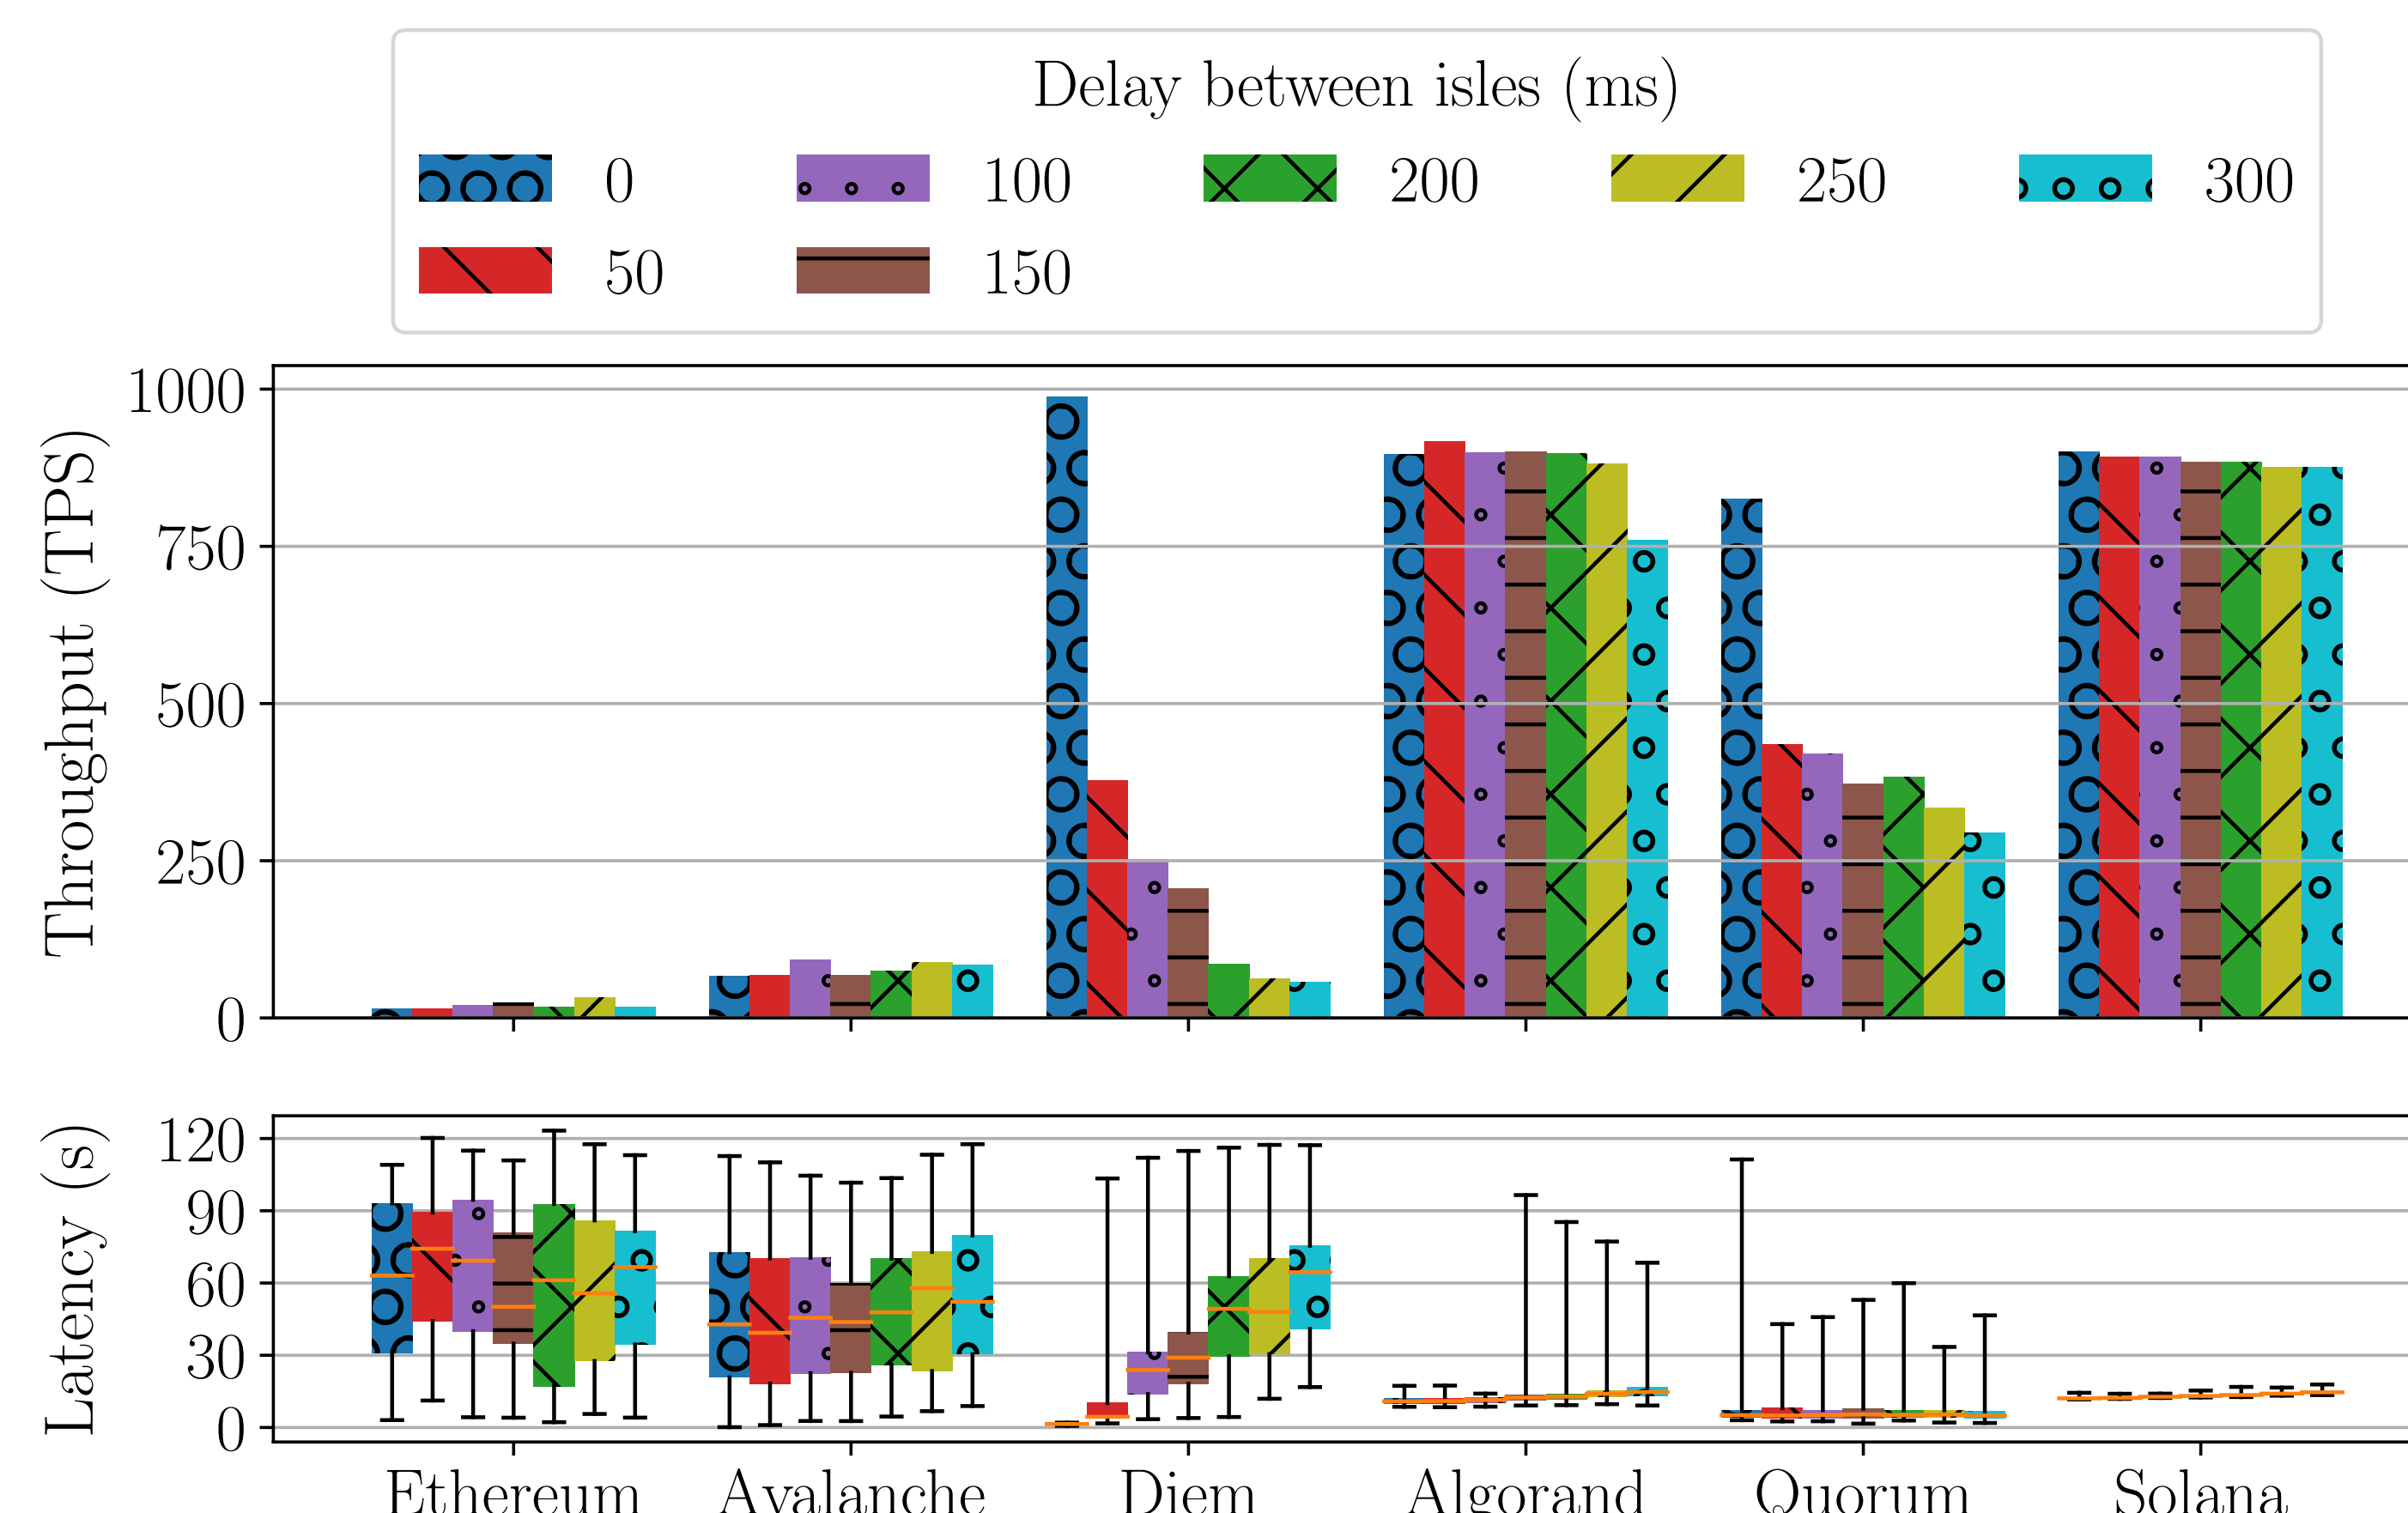 Delay between isles (ms)
0 100 200 250 300
50 150
Throughput (TPS)
1000
750
500
250
0
Latency (s)
120
90
60
30
0
Ethereum Avalanche Diem Algorand Quorum Solana